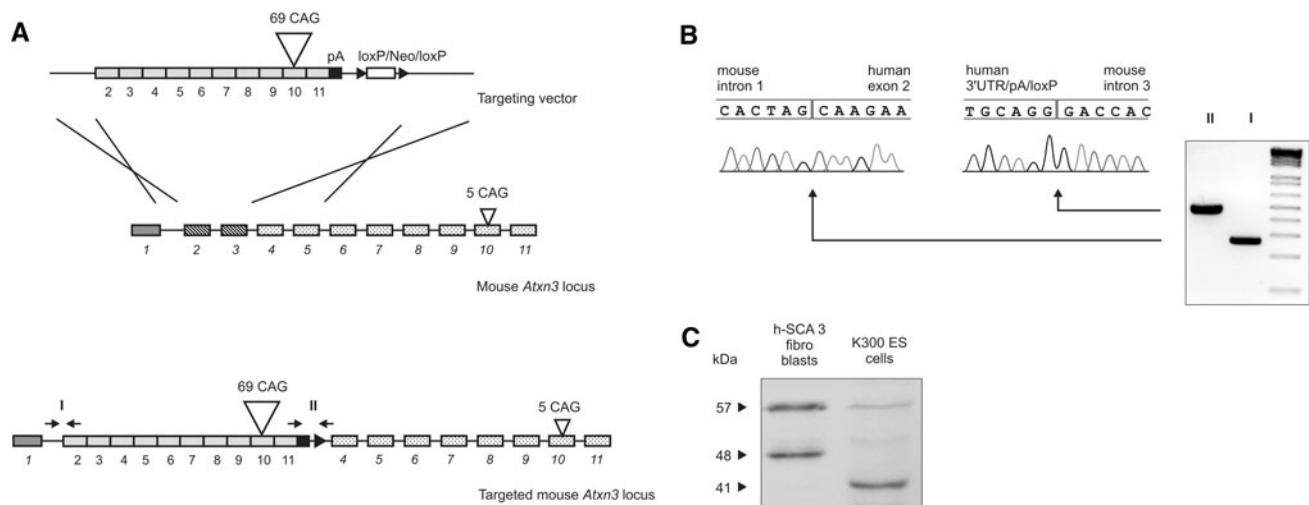 A
69 CAG
pA loxP/Neo/loxP
2 3 4 5 6 7 8 9 10 11
Targeting vector
5 CAG
1 2 3 4 5 6 7 8 9 10 11
Mouse Atxn3 locus
69 CAG
I II
5 CAG
1 2 3 4 5 6 7 8 9 10 11 4 5 6 7 8 9 10 11
Targeted mouse Atxn3 locus
B
mouse intron 1
human exon 2
CACTAGCAAGAA
human 3'UTR/pA/loxP
mouse intron 3
TGCAGGGACCAC
II I
C
kDa
h-SCA 3 fibro blasts
K300 ES cells
57
48
41